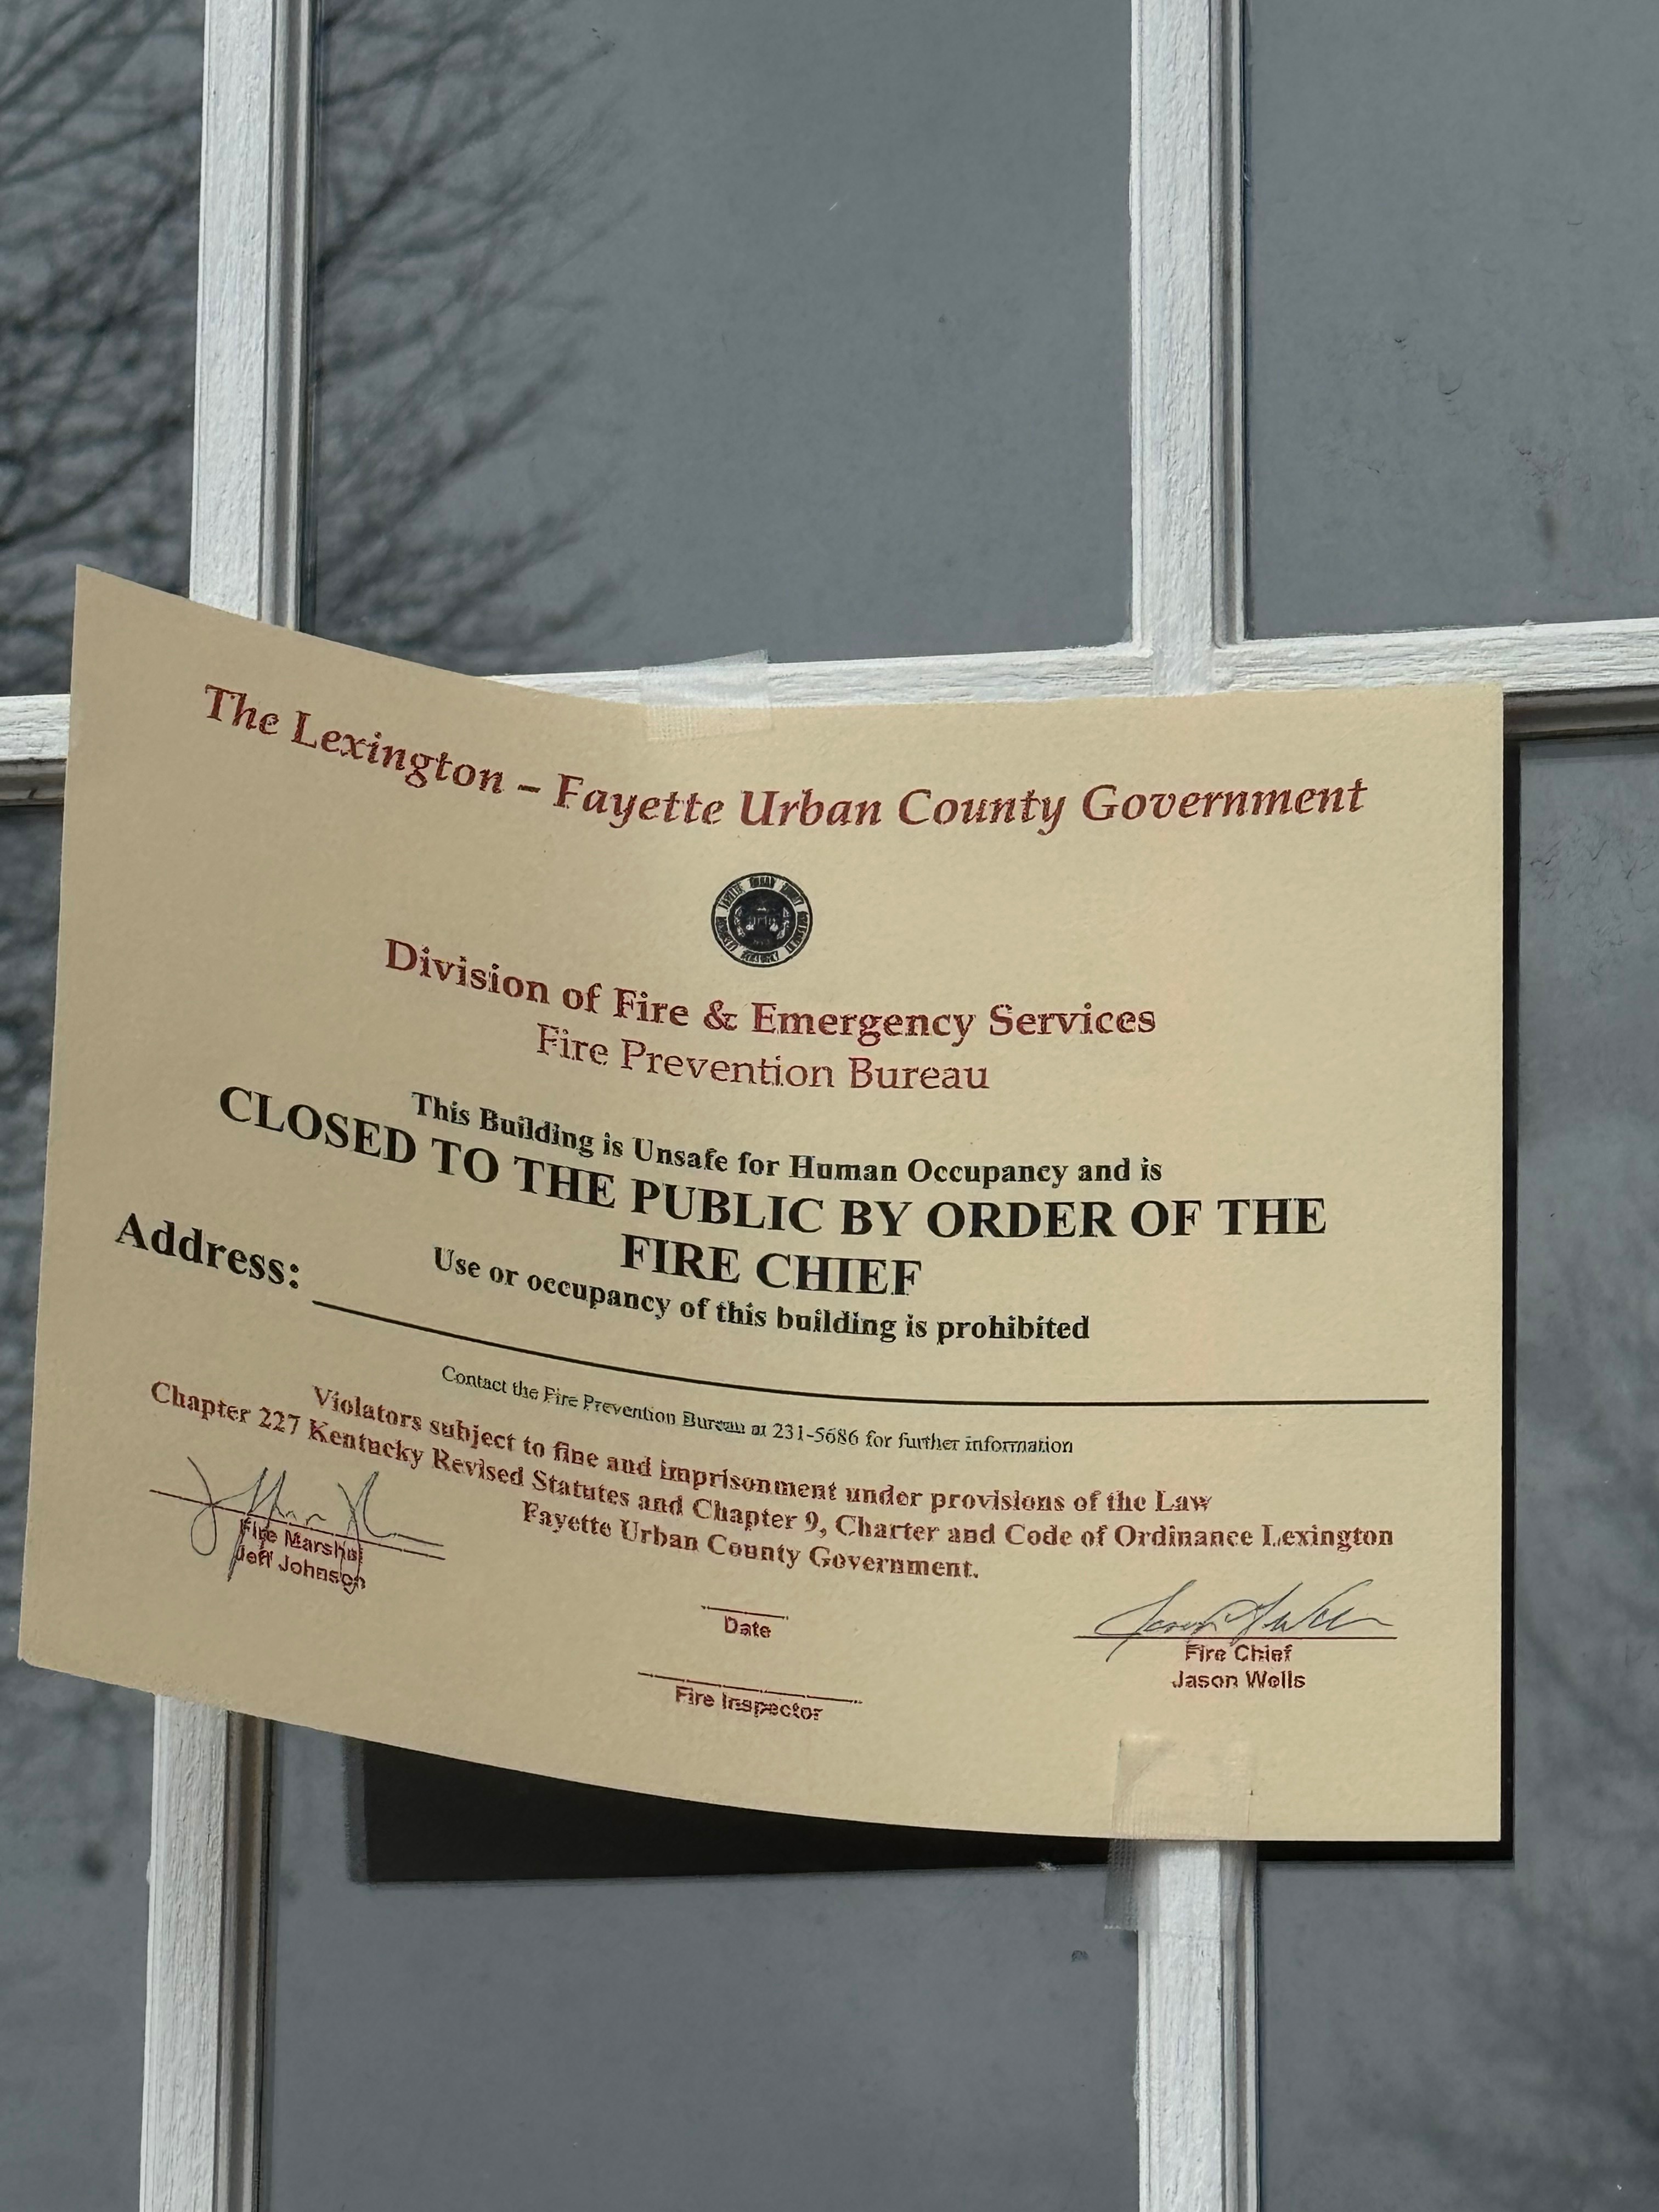 The Lexington – Fayette Urban County Government
Division of Fire & Emergency Services
Fire Prevention Bureau
This Building is Unsafe for Human Occupancy and is
CLOSED TO THE PUBLIC BY ORDER OF THE
FIRE CHIEF
Use or occupancy of this building is prohibited
Address:
Contact the Fire Prevention Bureau at 231-5686 for further information
Violators subject to fine and imprisonment under provisions of the Law
Chapter 227 Kentucky Revised Statutes and Chapter 9, Charter and Code of Ordinance Lexington
Fayette Urban County Government.
Fire Marshal
Jeff Johnson
Date
Fire Inspector
Fire Chief
Jason Wells